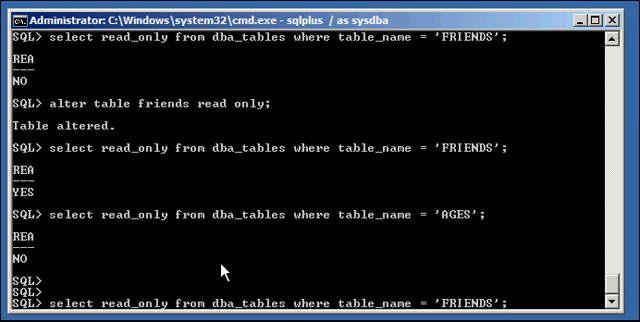 Administrator: C:\Windows\system32\cmd.exe - sqlplus / as sysdba
SQL> select read_only from dba_tables where table_name = 'FRIENDS';
REA
---
NO
SQL> alter table friends read only;
Table altered.
SQL> select read_only from dba_tables where table_name = 'FRIENDS';
REA
---
YES
SQL> select read_only from dba_tables where table_name = 'AGES';
REA
---
NO
SQL>
SQL>
SQL> select read_only from dba_tables where table_name = 'FRIENDS';